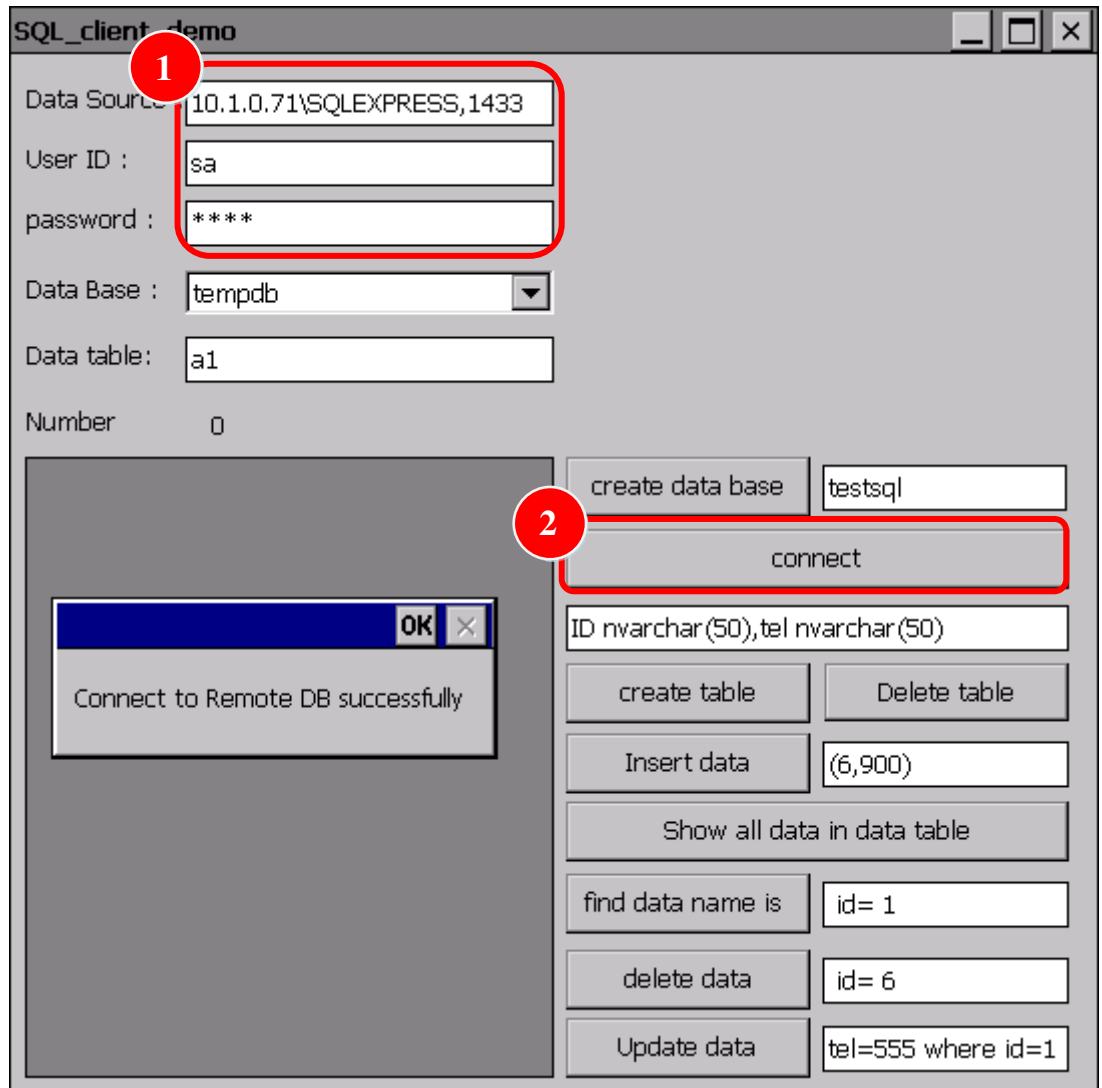 SQL_client_demo
1
Data Source : 10.1.0.71\SQLEXPRESS,1433
User ID : sa
password : ****
Data Base : tempdb
Data table: a1
Number 0
create data base testsql
2
connect
OK
ID nvarchar(50),tel nvarchar(50)
Connect to Remote DB successfully
create table Delete table
Insert data (6,900)
Show all data in data table
find data name is id= 1
delete data id= 6
Update data tel=555 where id=1